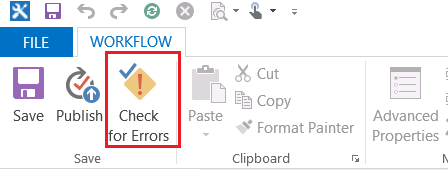 FILE
WORKFLOW
Save
Publish
Check
for Errors
Save
Paste
Cut
Copy
Format Painter
Clipboard
Advanced
Properties